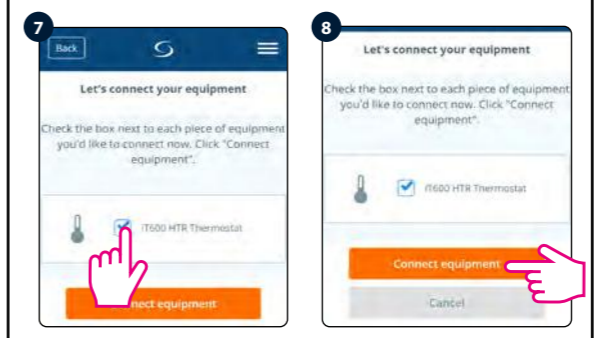 7
Back
Let's connect your equipment
Check the box next to each piece of equipment
you'd like to connect now. Click "Connect
equipment".
iT600 HTR Thermostat
nect equipment
8
Let's connect your equipment
Check the box next to each piece of equipment
you'd like to connect now. Click "Connect
equipment".
iT600 HTR Thermostat
Connect equipment
Cancel